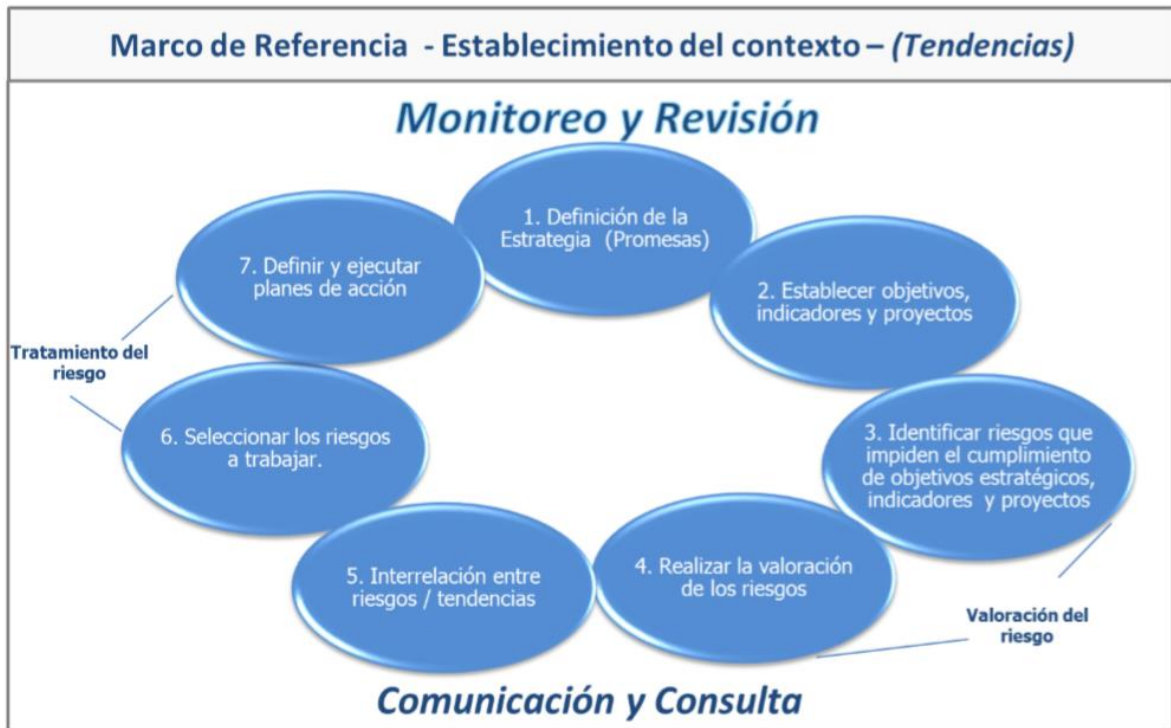 Marco de Referencia - Establecimiento del contexto – (Tendencias)
Monitoreo y Revisión
1. Definición de la
Estrategia (Promesas)
2. Establecer objetivos,
indicadores y proyectos
3. Identificar riesgos que
impiden el cumplimiento
de objetivos estratégicos,
indicadores y proyectos
Valoración del
riesgo
4. Realizar la valoración
de los riesgos
5. Interrelación entre
riesgos / tendencias
6. Seleccionar los riesgos
a trabajar.
Tratamiento del
riesgo
7. Definir y ejecutar
planes de acción
Comunicación y Consulta